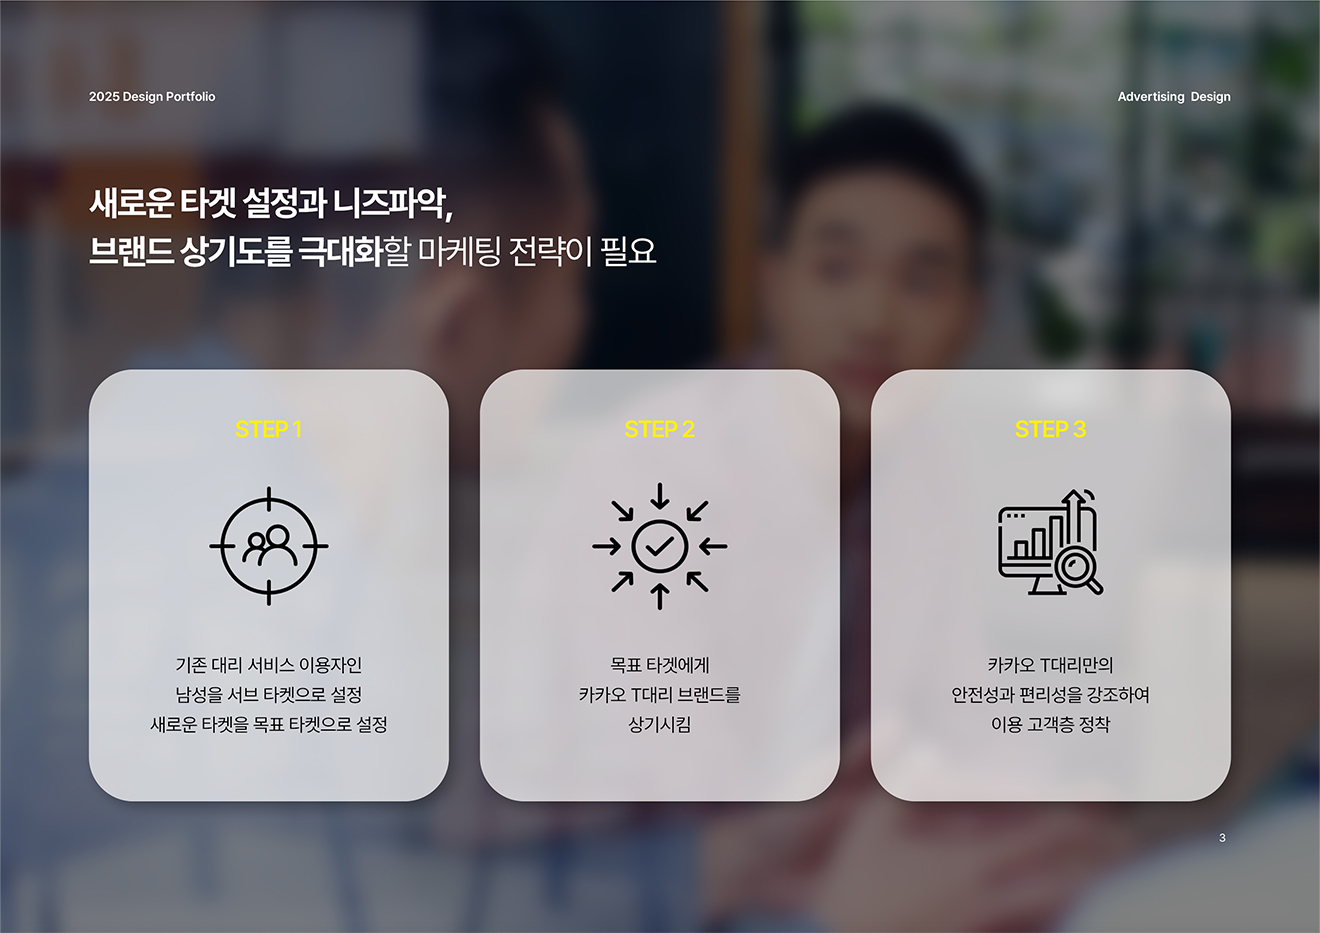 2025 Design Portfolio
Advertising Design
새로운 타겟 설정과 니즈파악,
브랜드 상기도를 극대화할 마케팅 전략이 필요
STEP 1
기존 대리 서비스 이용자인
남성을 서브 타켓으로 설정
새로운 타켓을 목표 타켓으로 설정
STEP 2
목표 타겟에게
카카오 T대리 브랜드를
상기시킴
STEP 3
카카오 T대리만의
안전성과 편리성을 강조하여
이용 고객층 정착
3